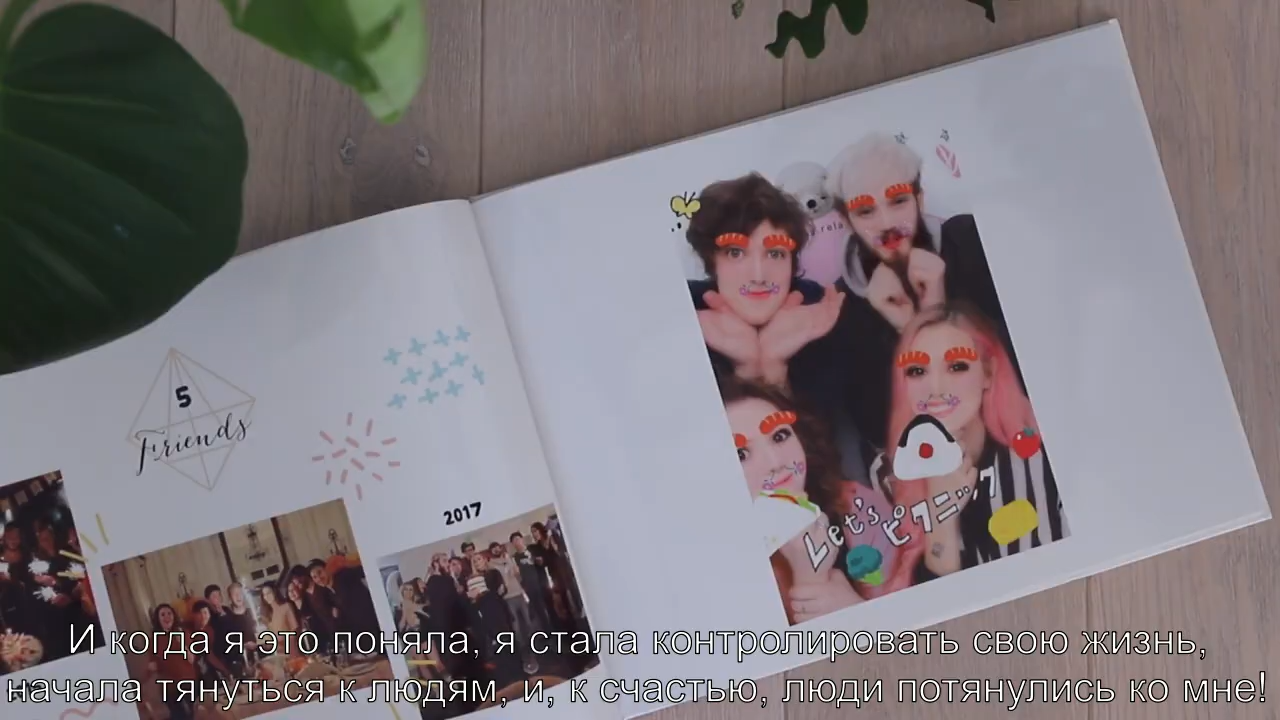 5
Friends
2017
Let's
ピクニック
И когда я это поняла, я стала контролировать свою жизнь,
начала тянуться к людям, и, к счастью, люди потянулись ко мне!